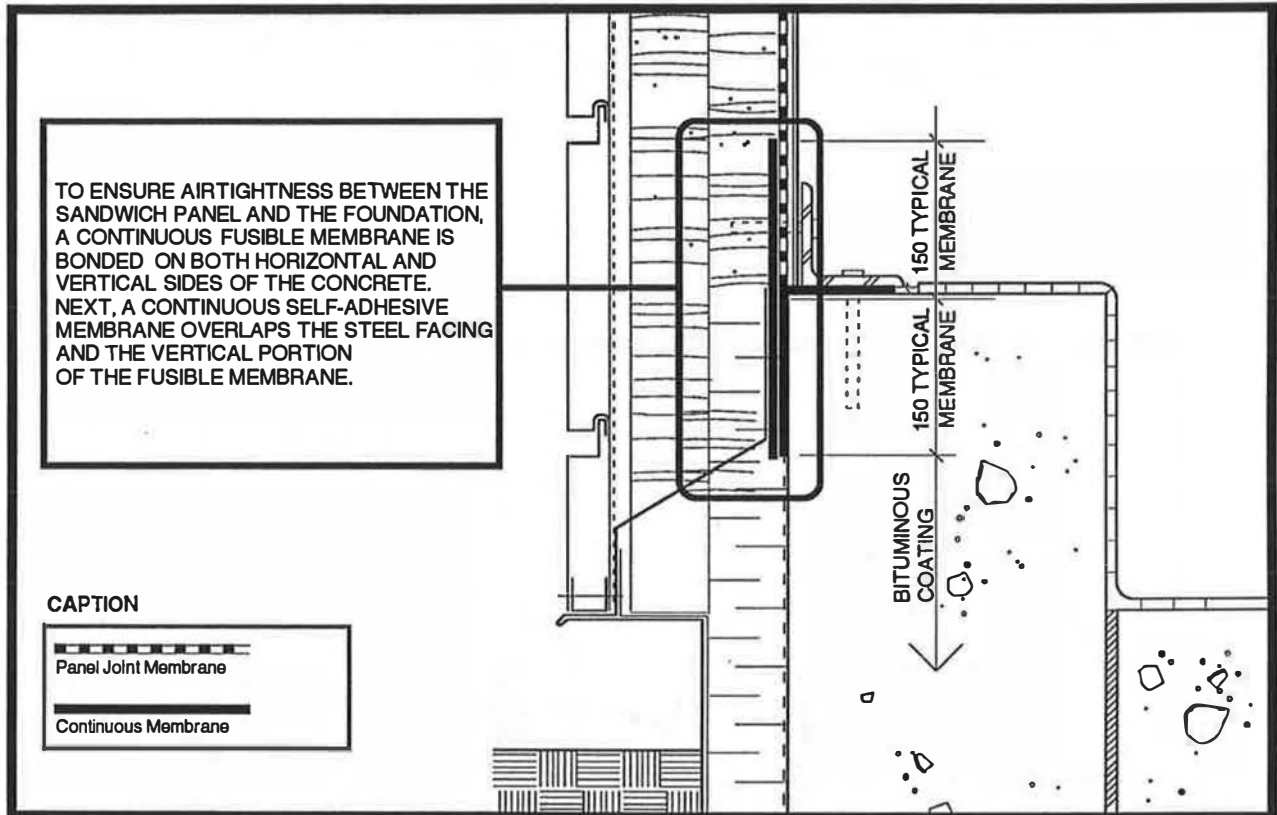 TO ENSURE AIRTIGHTNESS BETWEEN THE
SANDWICH PANEL AND THE FOUNDATION,
A CONTINUOUS FUSIBLE MEMBRANE IS
BONDED ON BOTH HORIZONTAL AND
VERTICAL SIDES OF THE CONCRETE.
NEXT, A CONTINUOUS SELF-ADHESIVE
MEMBRANE OVERLAPS THE STEEL FACING
AND THE VERTICAL PORTION
OF THE FUSIBLE MEMBRANE.
150 TYPICAL
MEMBRANE
150 TYPICAL
MEMBRANE
BITUMINOUS
COATING
CAPTION
Panel Joint Membrane
Continuous Membrane